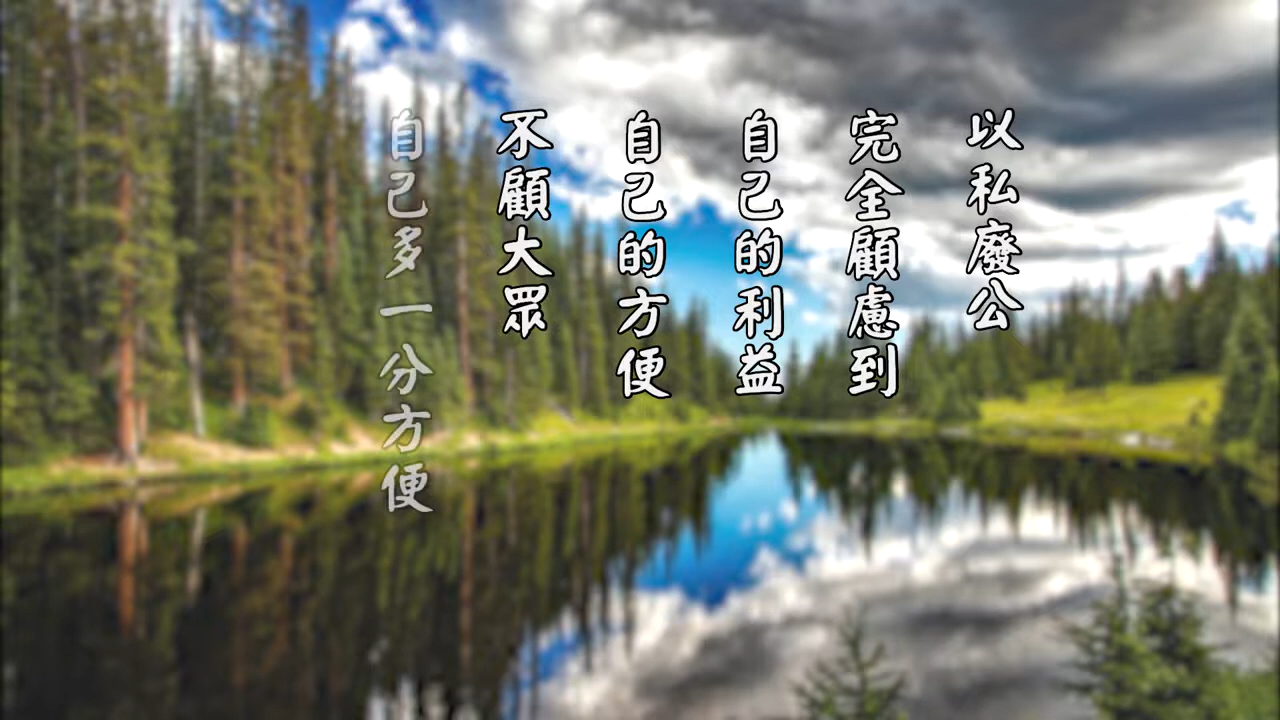 以私廢公
完全顧慮到
自己的利益
自己的方便
不顧大眾
自己多一分方便